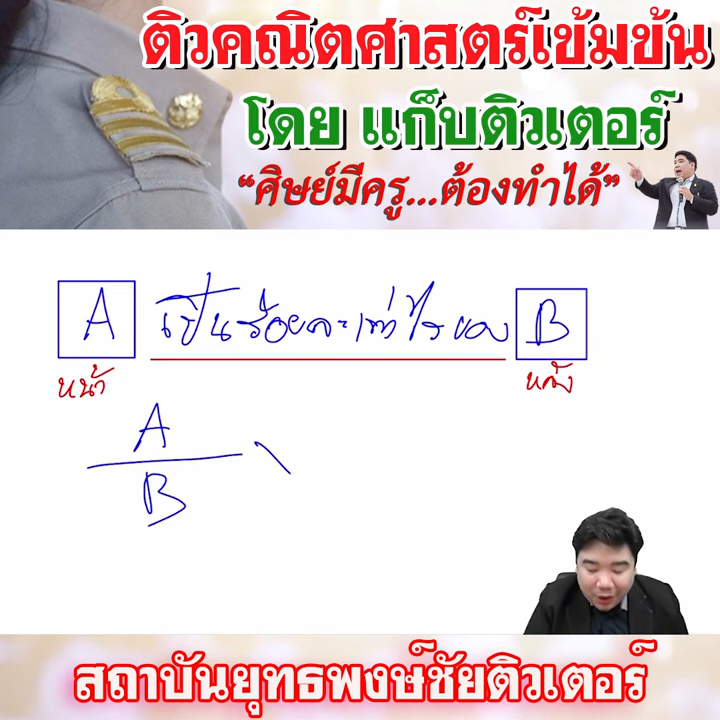 ติวคณิตศาสตร์เข้มข้น
โดย แก็บติวเตอร์
“ศิษย์มีครู...ต้องทำได้”
A เป็นร้อยละเท่าไรของ B
หน้า หลัง
A
B
สถาบันยุทธพงษ์ชัยติวเตอร์